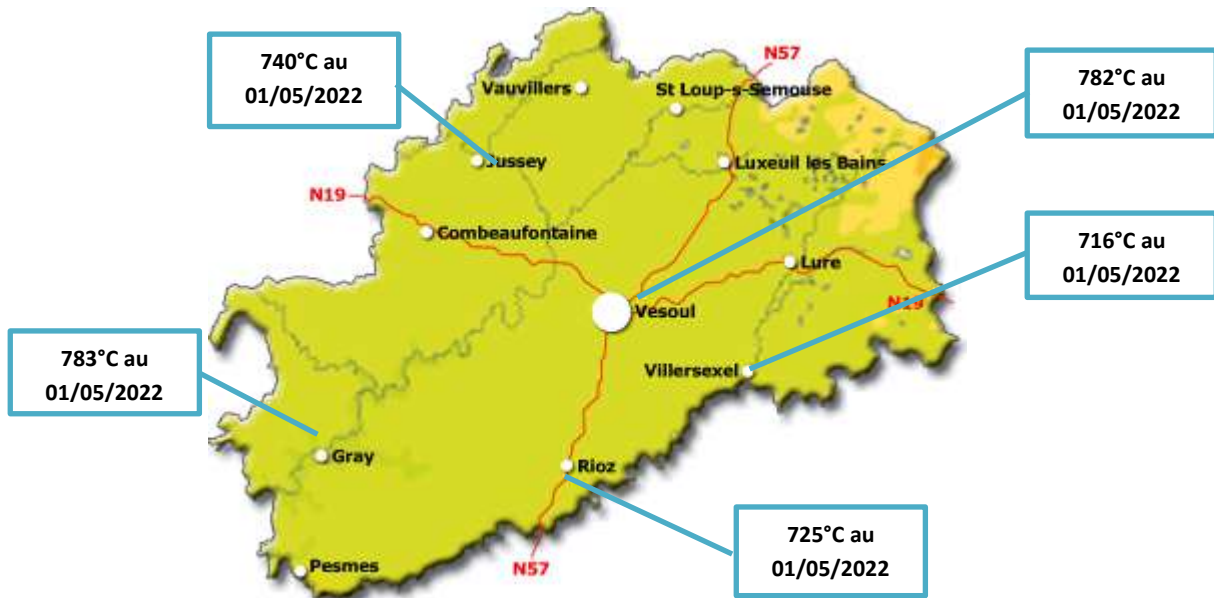 740°C au
01/05/2022
N57
782°C au
01/05/2022
Vauvillers
St Loup-s-Semouse
Jussey
Luxeuil les Bains
N19
Combeaufontaine
716°C au
01/05/2022
Lure
N19
Vesoul
783°C au
01/05/2022
Villersexel
Gray
Rioz
725°C au
01/05/2022
Pesmes
N57